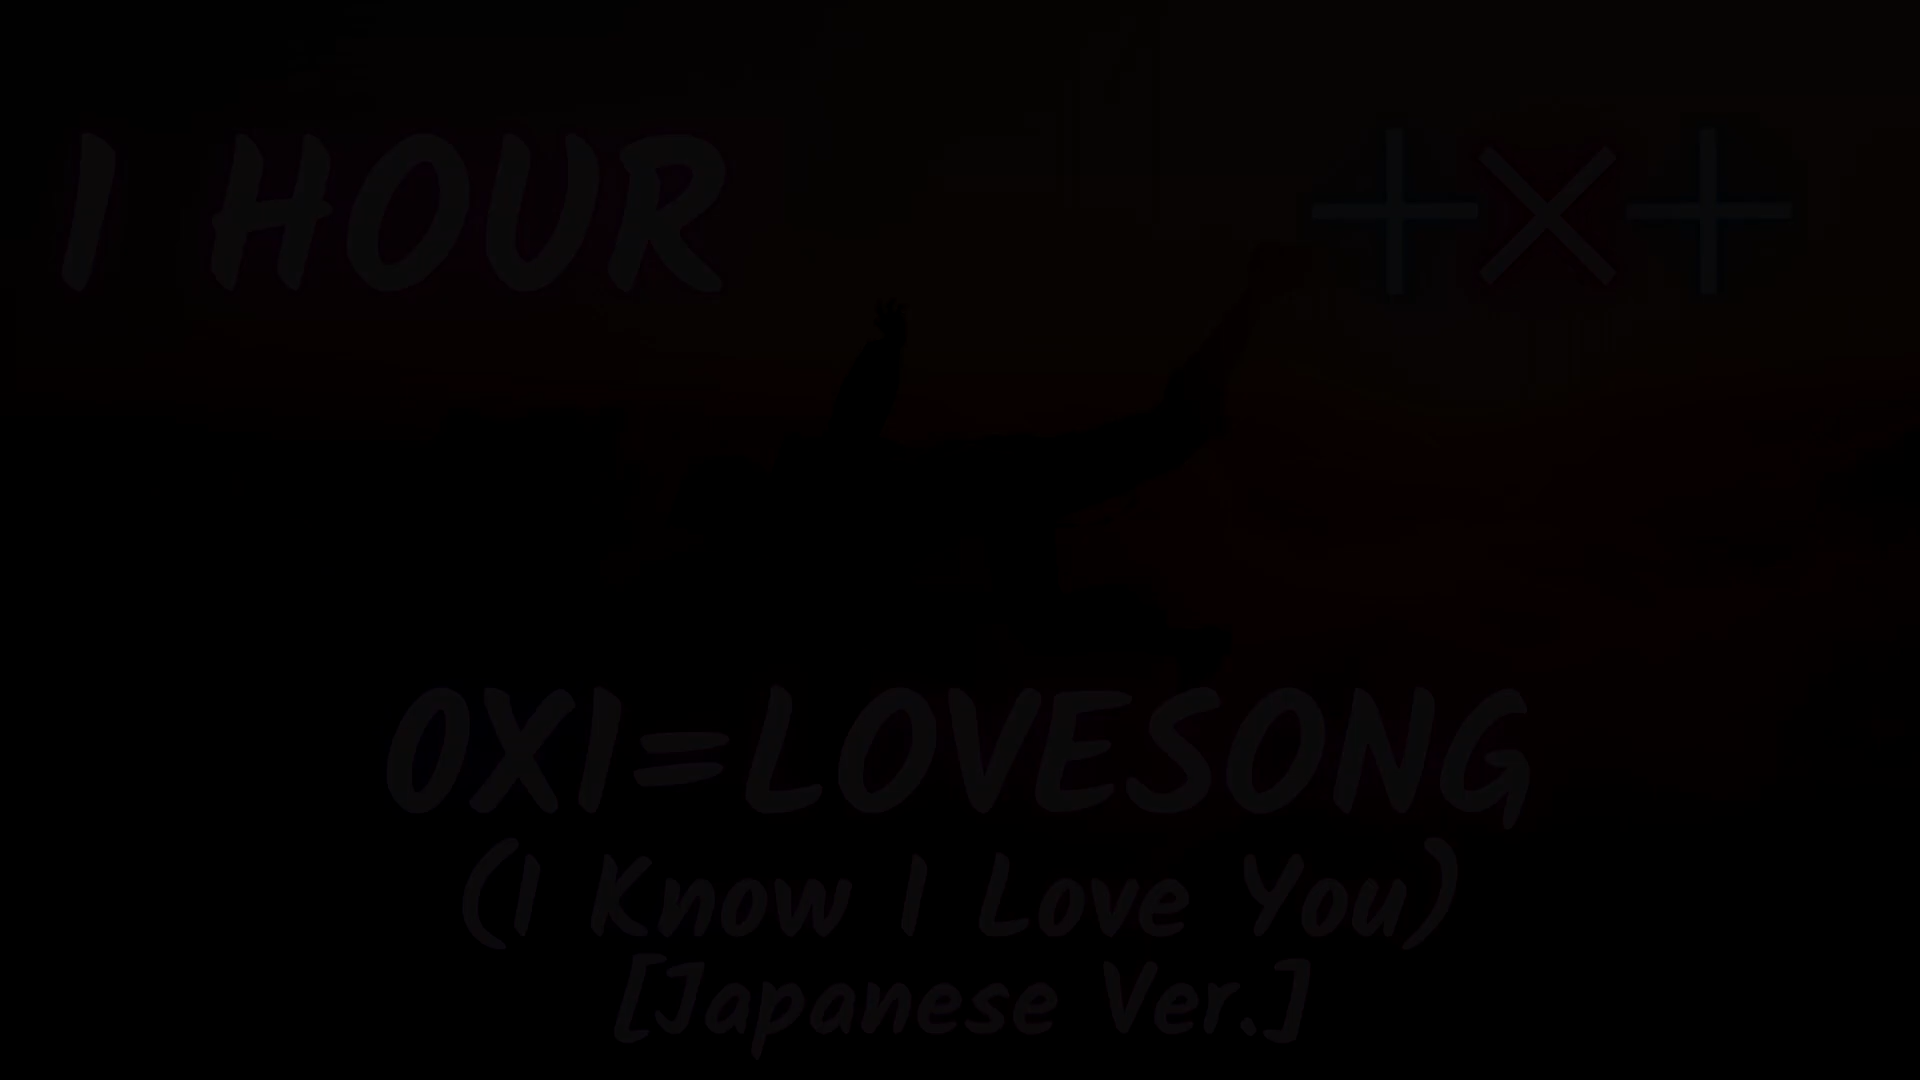 1 HOUR
+×+
0X1=LOVESONG
(I Know I Love You)
[Japanese Ver.]